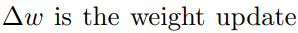 Δw is the weight update